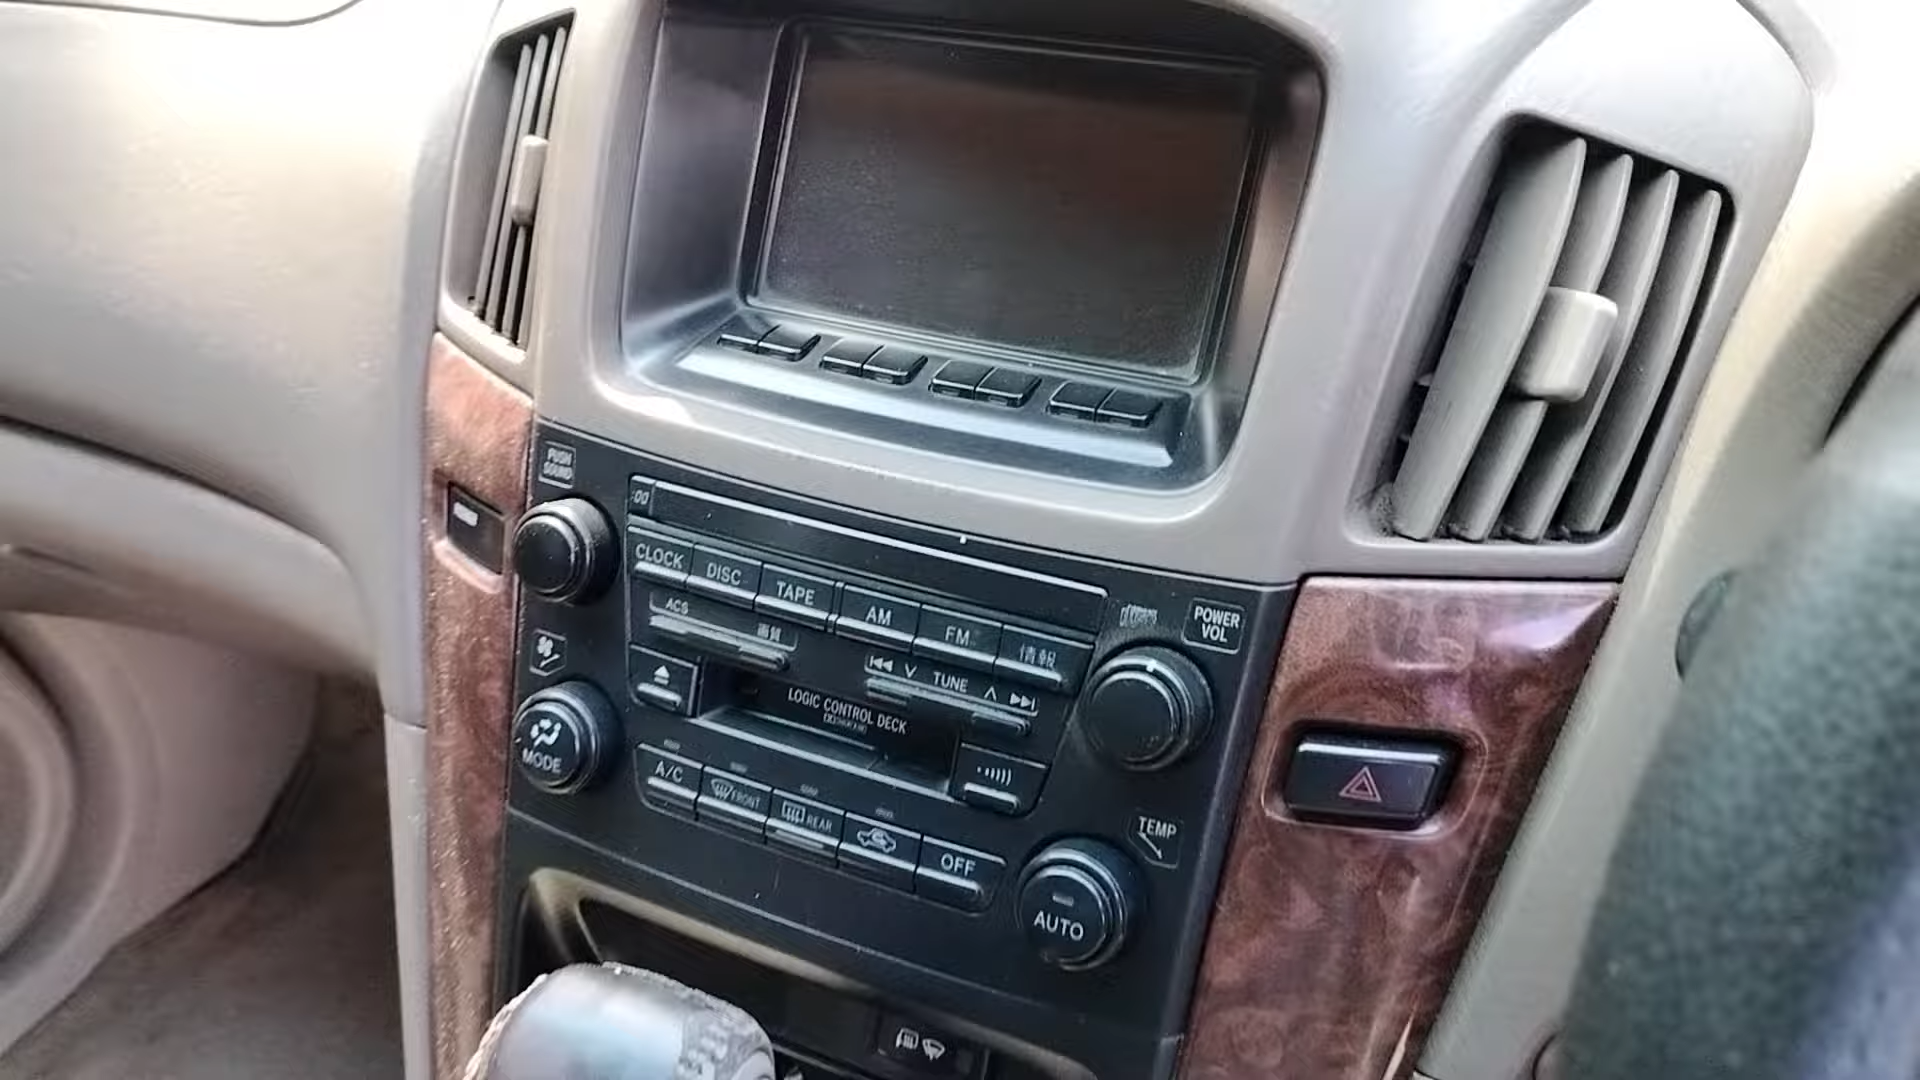 PUSH
SOUND
:00
CLOCK
DISC
TAPE
AM
FM
情報
POWER
VOL
ACS
画質
TUNE
LOGIC CONTROL DECK
MODE
A/C
FRONT
REAR
OFF
TEMP
AUTO